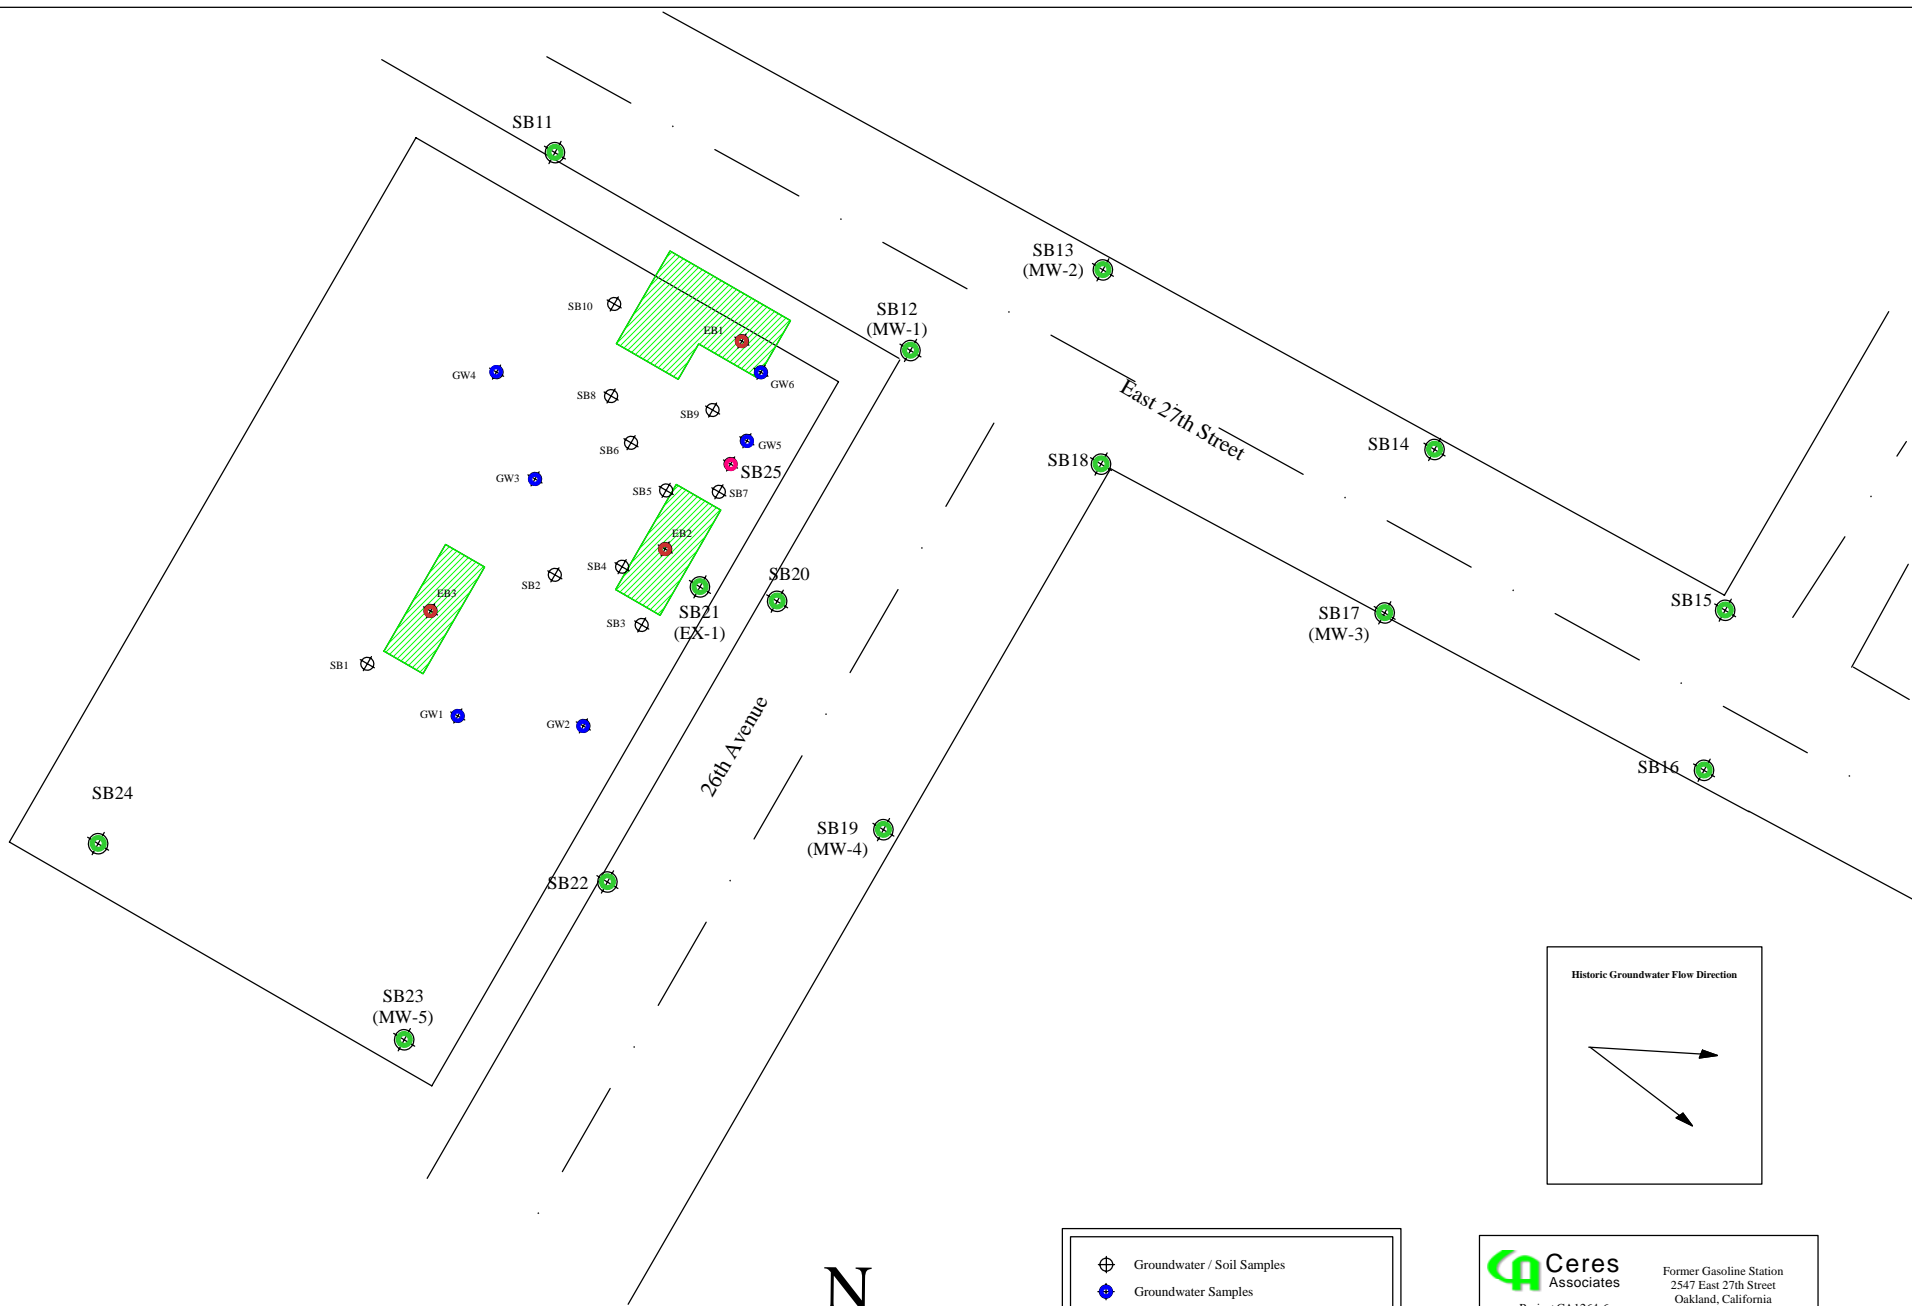 SB11
SB13
(MW-2)
SB12
(MW-1)
SB10
EB1
GW4
GW6
SB8
SB9
East 27th Street
SB6
GW5
SB14
SB18
SB25
GW3
SB5
SB7
EB2
SB4
SB2
SB20
EB3
SB21
(EX-1)
SB3
SB15
SB17
(MW-3)
SB1
GW1
GW2
26th Avenue
SB16
SB24
SB19
(MW-4)
SB22
Historic Groundwater Flow Direction
SB23
(MW-5)
N
Groundwater / Soil Samples
Groundwater Samples
CA
Ceres
Associates
Former Gasoline Station
2547 East 27th Street
Oakland, California